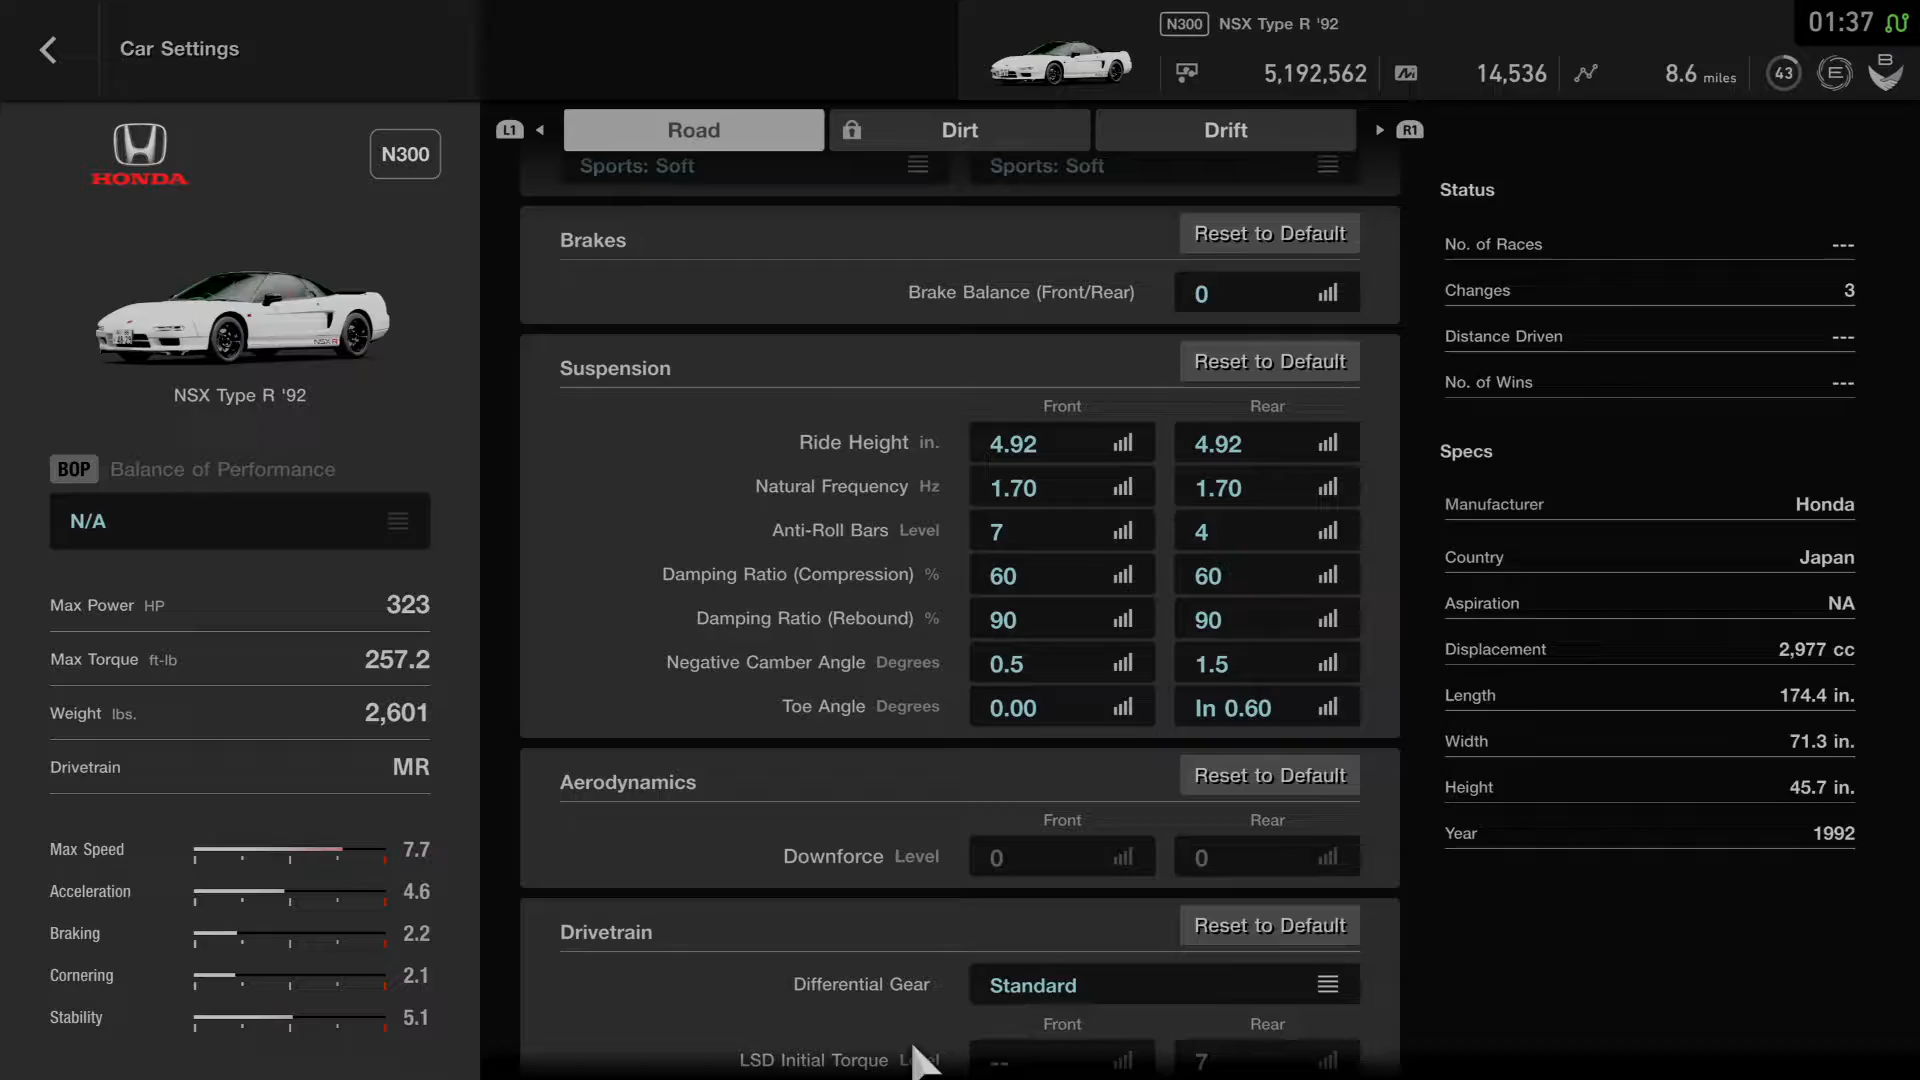 Car Settings
N300 NSX Type R '92
01:37
5,192,562 14,536 8.6 miles 43 E B
HONDA
N300
NSX Type R '92
BOP Balance of Performance
N/A
Max Power HP 323
Max Torque ft-lb 257.2
Weight lbs. 2,601
Drivetrain MR
Max Speed 7.7
Acceleration 4.6
Braking 2.2
Cornering 2.1
Stability 5.1
L1 Road Dirt Drift R1
Sports: Soft Sports: Soft
Brakes Reset to Default
Brake Balance (Front/Rear) 0
Suspension Reset to Default
Front Rear
Ride Height in. 4.92 4.92
Natural Frequency Hz 1.70 1.70
Anti-Roll Bars Level 7 4
Damping Ratio (Compression) % 60 60
Damping Ratio (Rebound) % 90 90
Negative Camber Angle Degrees 0.5 1.5
Toe Angle Degrees 0.00 In 0.60
Aerodynamics Reset to Default
Front Rear
Downforce Level 0 0
Drivetrain Reset to Default
Differential Gear Standard
Front Rear
LSD Initial Torque Level -- 7
Status
No. of Races ---
Changes 3
Distance Driven ---
No. of Wins ---
Specs
Manufacturer Honda
Country Japan
Aspiration NA
Displacement 2,977 cc
Length 174.4 in.
Width 71.3 in.
Height 45.7 in.
Year 1992